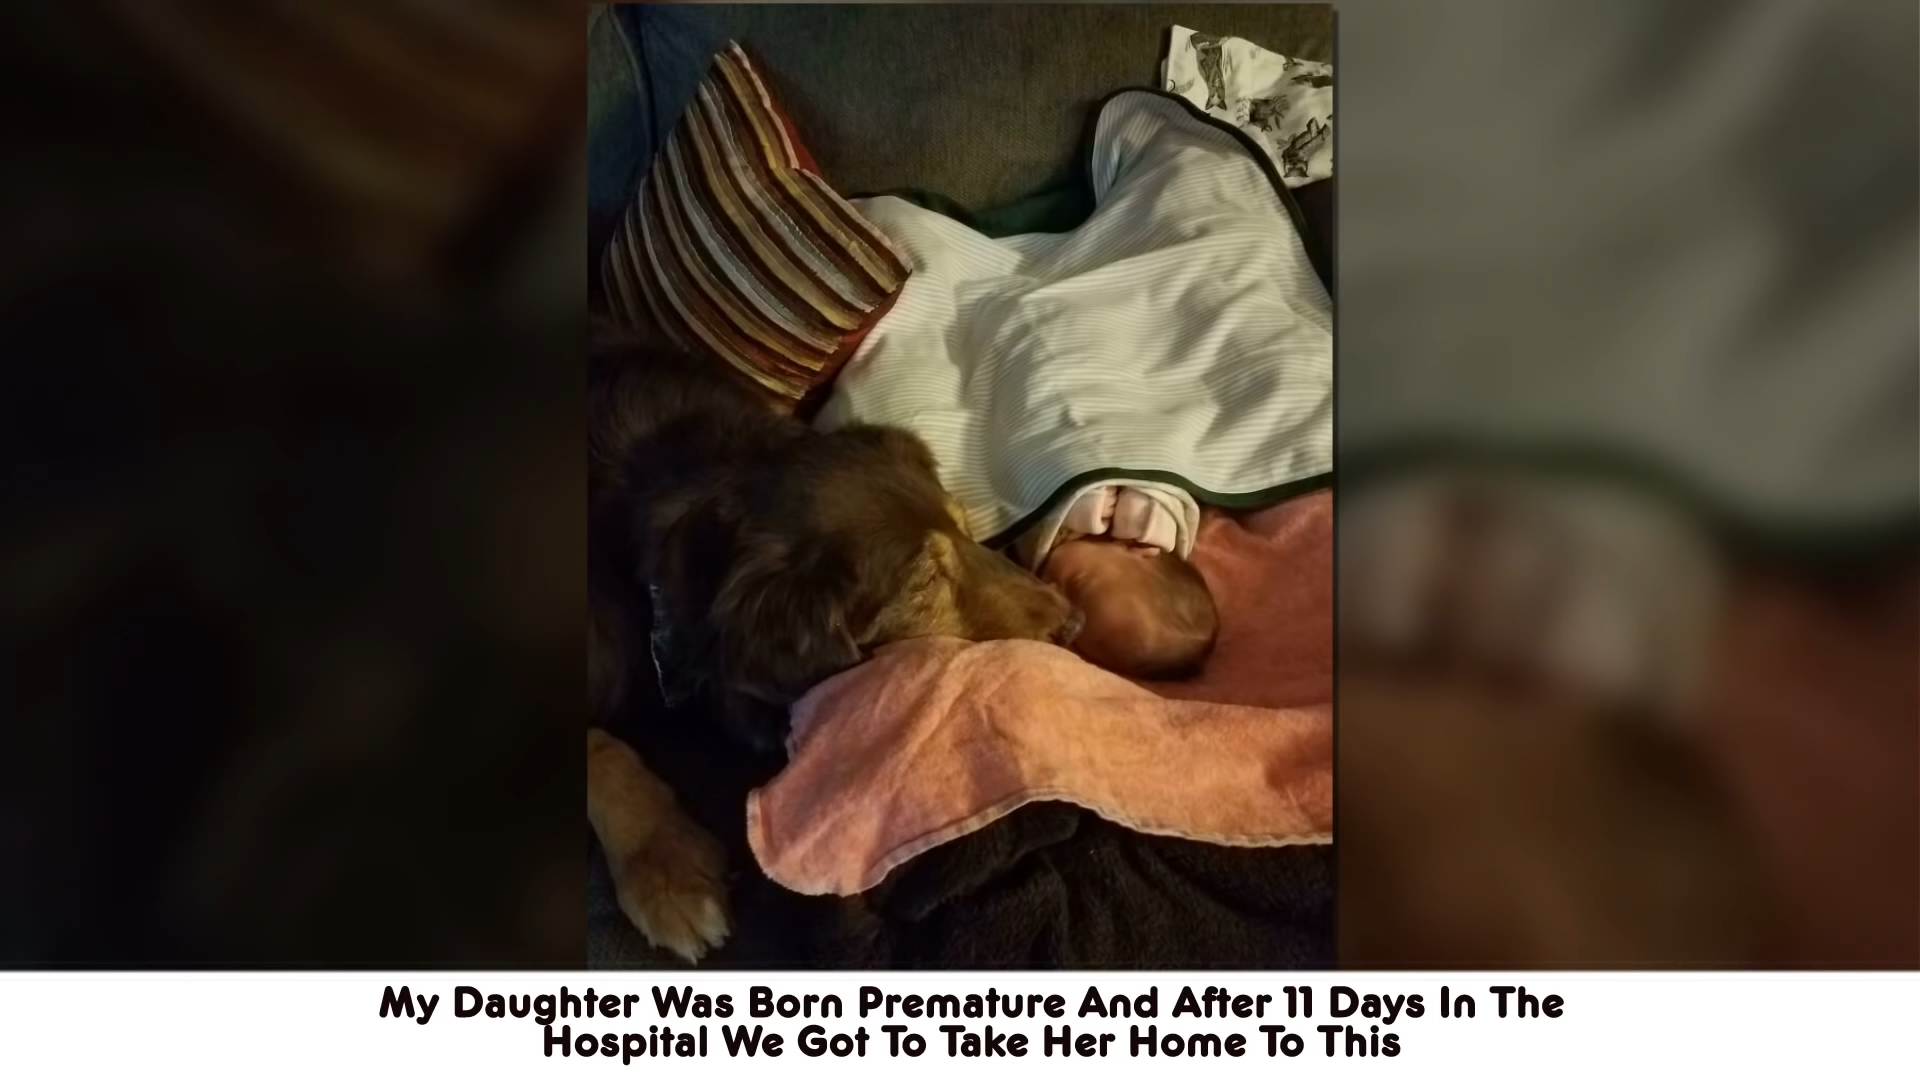 My Daughter Was Born Premature And After 11 Days In The
Hospital We Got To Take Her Home To This